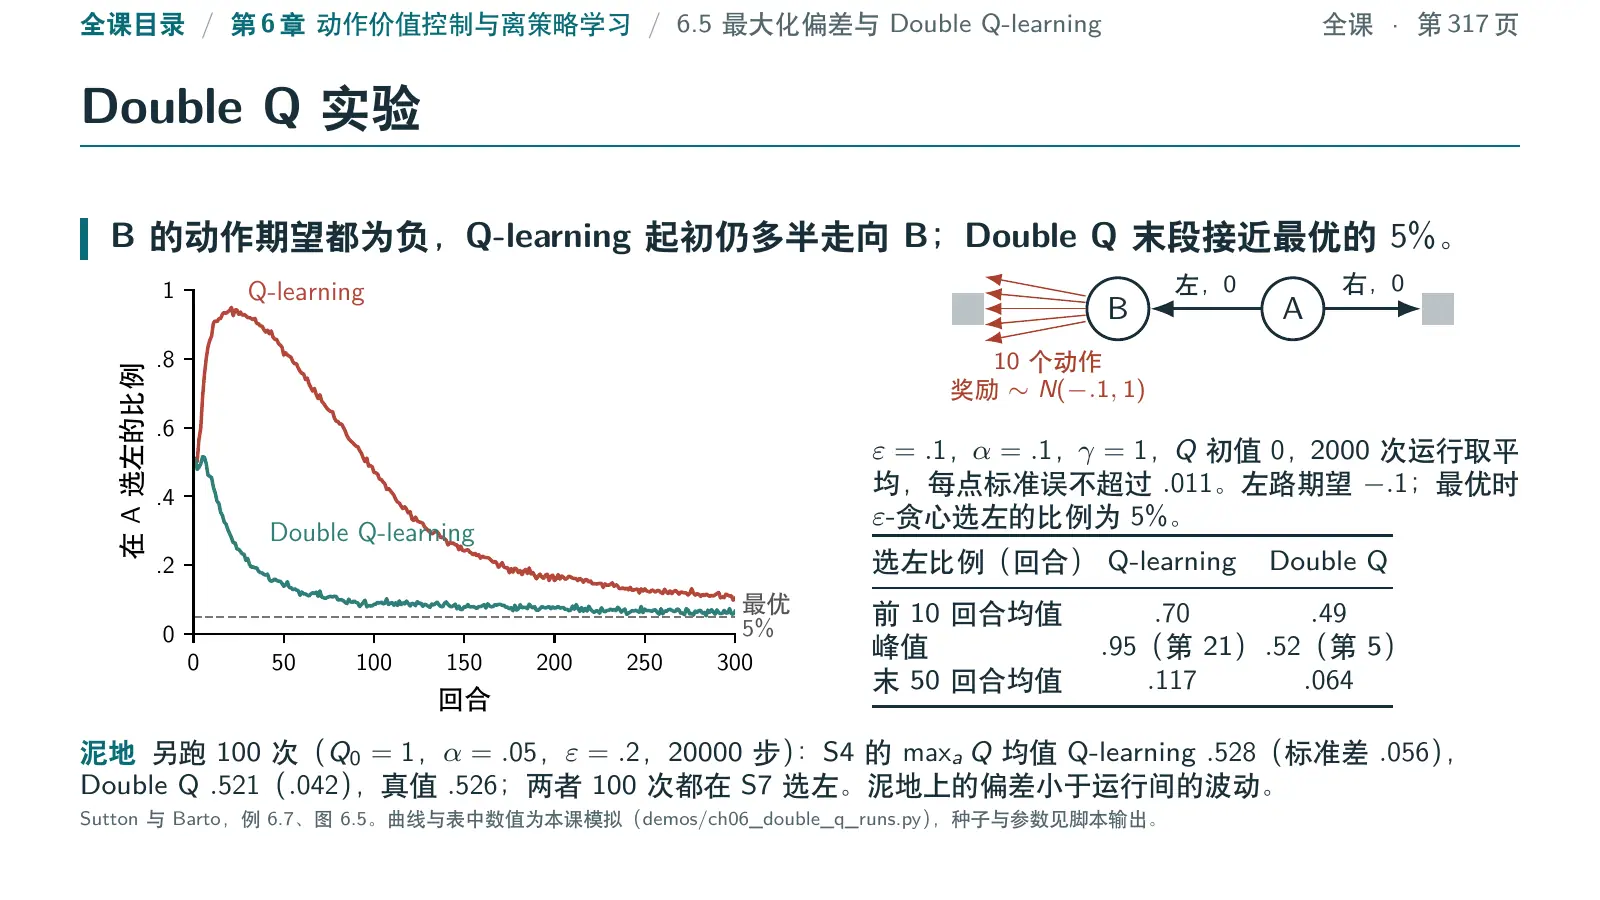 全课目录 / 第 6 章 动作价值控制与离策略学习 / 6.5 最大化偏差与 Double Q-learning
全课 · 第 317 页
Double Q 实验
B 的动作期望都为负，Q-learning 起初仍多半走向 B；Double Q 末段接近最优的 5%。
1
.8
.6
.4
.2
0
在 A 选左的比例
Q-learning
Double Q-learning
最优
5%
0 50 100 150 200 250 300
回合
B
左，0
A
右，0
10 个动作
奖励 ∼ N(−.1, 1)
ε = .1，α = .1，γ = 1，Q 初值 0，2000 次运行取平
均，每点标准误不超过 .011。左路期望 −.1；最优时
ε-贪心选左的比例为 5%。
选左比例（回合） Q-learning Double Q
前 10 回合均值 .70 .49
峰值 .95（第 21） .52（第 5）
末 50 回合均值 .117 .064
泥地 另跑 100 次（Q₀ = 1，α = .05，ε = .2，20000 步）：S4 的 maxₐ Q 均值 Q-learning .528（标准差 .056），
Double Q .521（.042），真值 .526；两者 100 次都在 S7 选左。泥地上的偏差小于运行间的波动。
Sutton 与 Barto，例 6.7、图 6.5。曲线与表中数值为本课模拟（demos/ch06_double_q_runs.py），种子与参数见脚本输出。